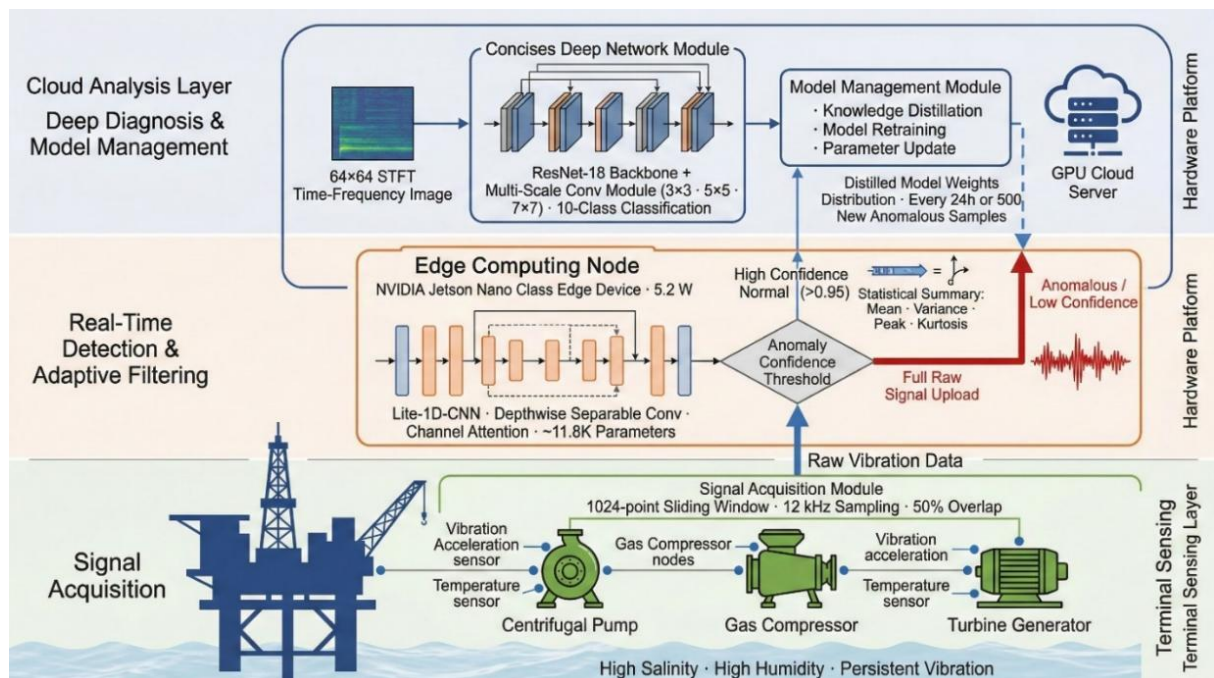 Cloud Analysis Layer
Deep Diagnosis &
Model Management
64×64 STFT
Time-Frequency Image
Concises Deep Network Module
ResNet-18 Backbone +
Multi-Scale Conv Module (3×3 · 5×5 ·
7×7) · 10-Class Classification
Model Management Module
· Knowledge Distillation
· Model Retraining
· Parameter Update
Distilled Model Weights
Distribution · Every 24h or 500
New Anomalous Samples
GPU Cloud
Server
Hardware Platform
Real-Time
Detection &
Adaptive Filtering
Edge Computing Node
NVIDIA Jetson Nano Class Edge Device · 5.2 W
Lite-1D-CNN · Depthwise Separable Conv ·
Channel Attention · ~11.8K Parameters
High Confidence
Normal (>0.95)
=
Statistical Summary:
Mean · Variance ·
Peak · Kurtosis
Anomaly
Confidence
Threshold
Anomalous /
Low Confidence
Full Raw
Signal Upload
Hardware Platform
Raw Vibration Data
Signal Acquisition
Signal Acquisition Module
1024-point Sliding Window · 12 kHz Sampling · 50% Overlap
Vibration
Acceleration
sensor
Temperature
sensor
Gas Compressor
nodes
Vibration
acceleration
Temperature
sensor
Centrifugal Pump
Gas Compressor
Turbine Generator
High Salinity · High Humidity · Persistent Vibration
Terminal Sensing
Terminal Sensing Layer